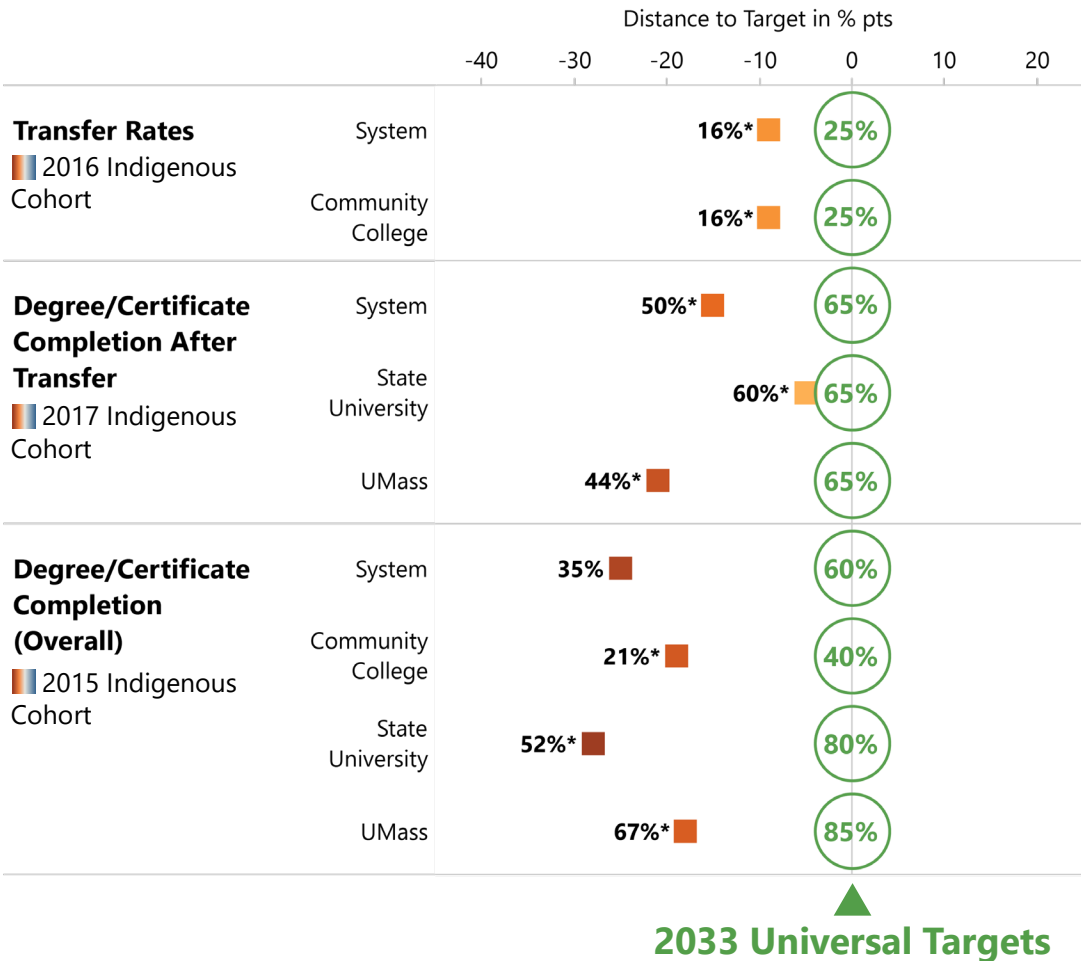 Distance to Target in % pts
-40 -30 -20 -10 0 10 20
Transfer Rates
2016 Indigenous
Cohort
System
16%* 25%
Community
College
16%* 25%
Degree/Certificate
Completion After
Transfer
2017 Indigenous
Cohort
System
50%* 65%
State
University
60%* 65%
UMass
44%* 65%
Degree/Certificate
Completion
(Overall)
2015 Indigenous
Cohort
System
35% 60%
Community
College
21%* 40%
State
University
52%* 80%
UMass
67%* 85%
2033 Universal Targets